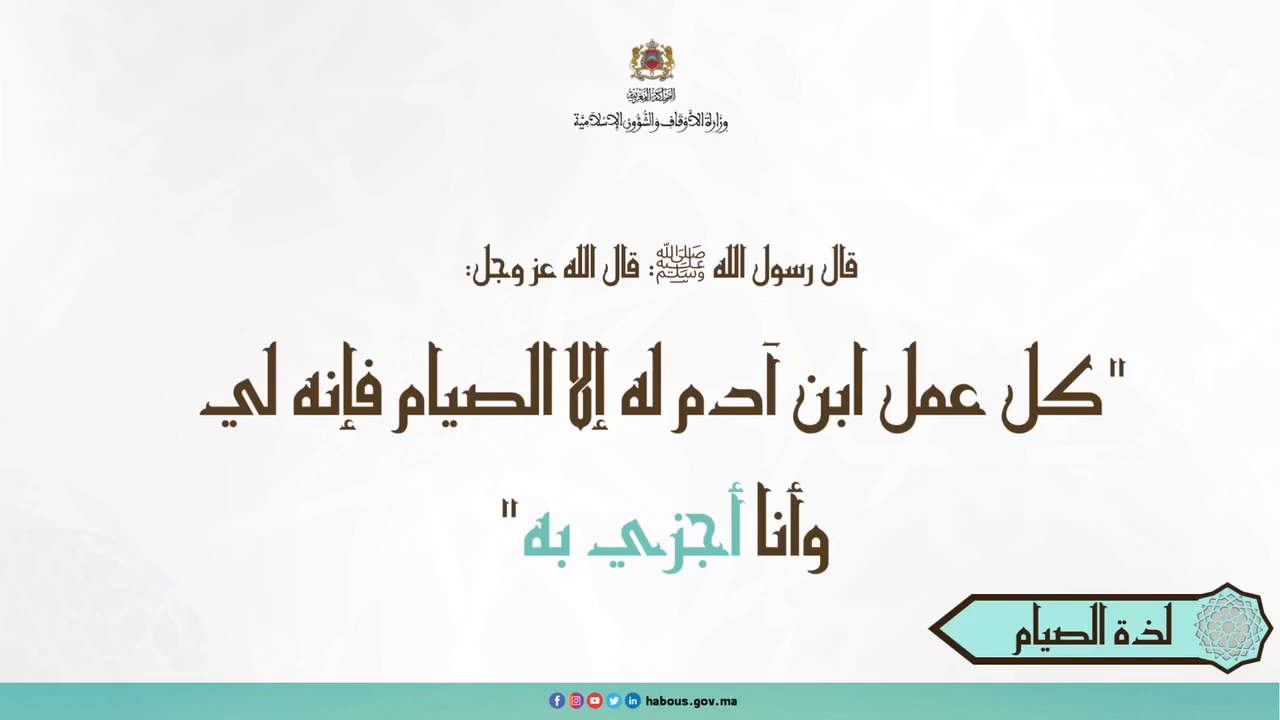 المملكة المغربية
وزارة الأوقاف والشؤون الإسلامية
قال رسول الله ﷺ: قال الله عز وجل:
"كل عمل ابن آدم له إلا الصيام فإنه لي
وأنا أجزي به"
لذة الصيام
habous.gov.ma